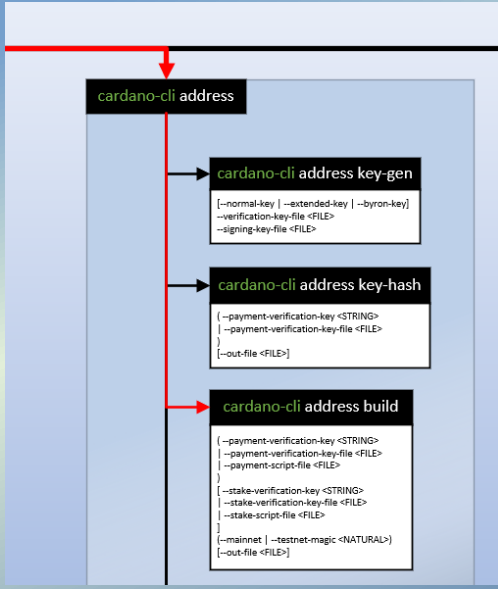 cardano-cli address
cardano-cli address key-gen
[--normal-key | --extended-key | --byron-key]
--verification-key-file <FILE>
--signing-key-file <FILE>
cardano-cli address key-hash
( --payment-verification-key <STRING>
| --payment-verification-key-file <FILE>
)
[--out-file <FILE>]
cardano-cli address build
( --payment-verification-key <STRING>
| --payment-verification-key-file <FILE>
| --payment-script-file <FILE>
)
[ --stake-verification-key <STRING>
| --stake-verification-key-file <FILE>
| --stake-script-file <FILE>
]
(--mainnet | --testnet-magic <NATURAL>)
[--out-file <FILE>]